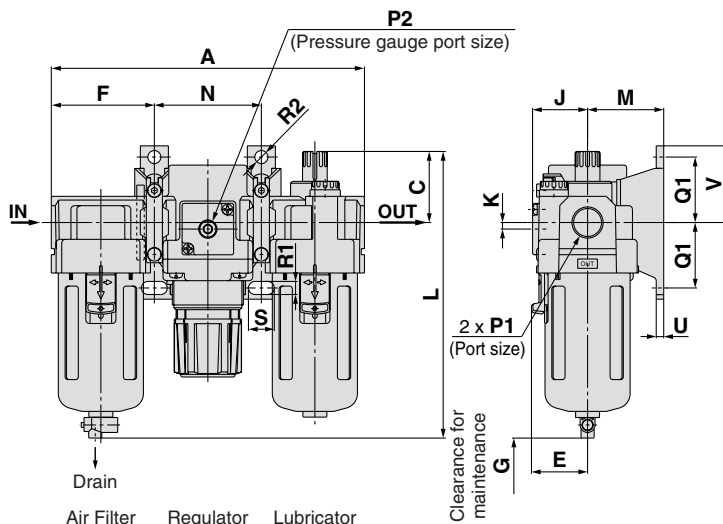 P2
(Pressure gauge port size)
A
F
N
R2
J
M
C
V
Q1
K
IN
OUT
R1
Q1
L
OUT
S
2 x P1
(Port size)
U
Clearance for
maintenance
G
E
Drain
Air Filter
Regulator
Lubricator